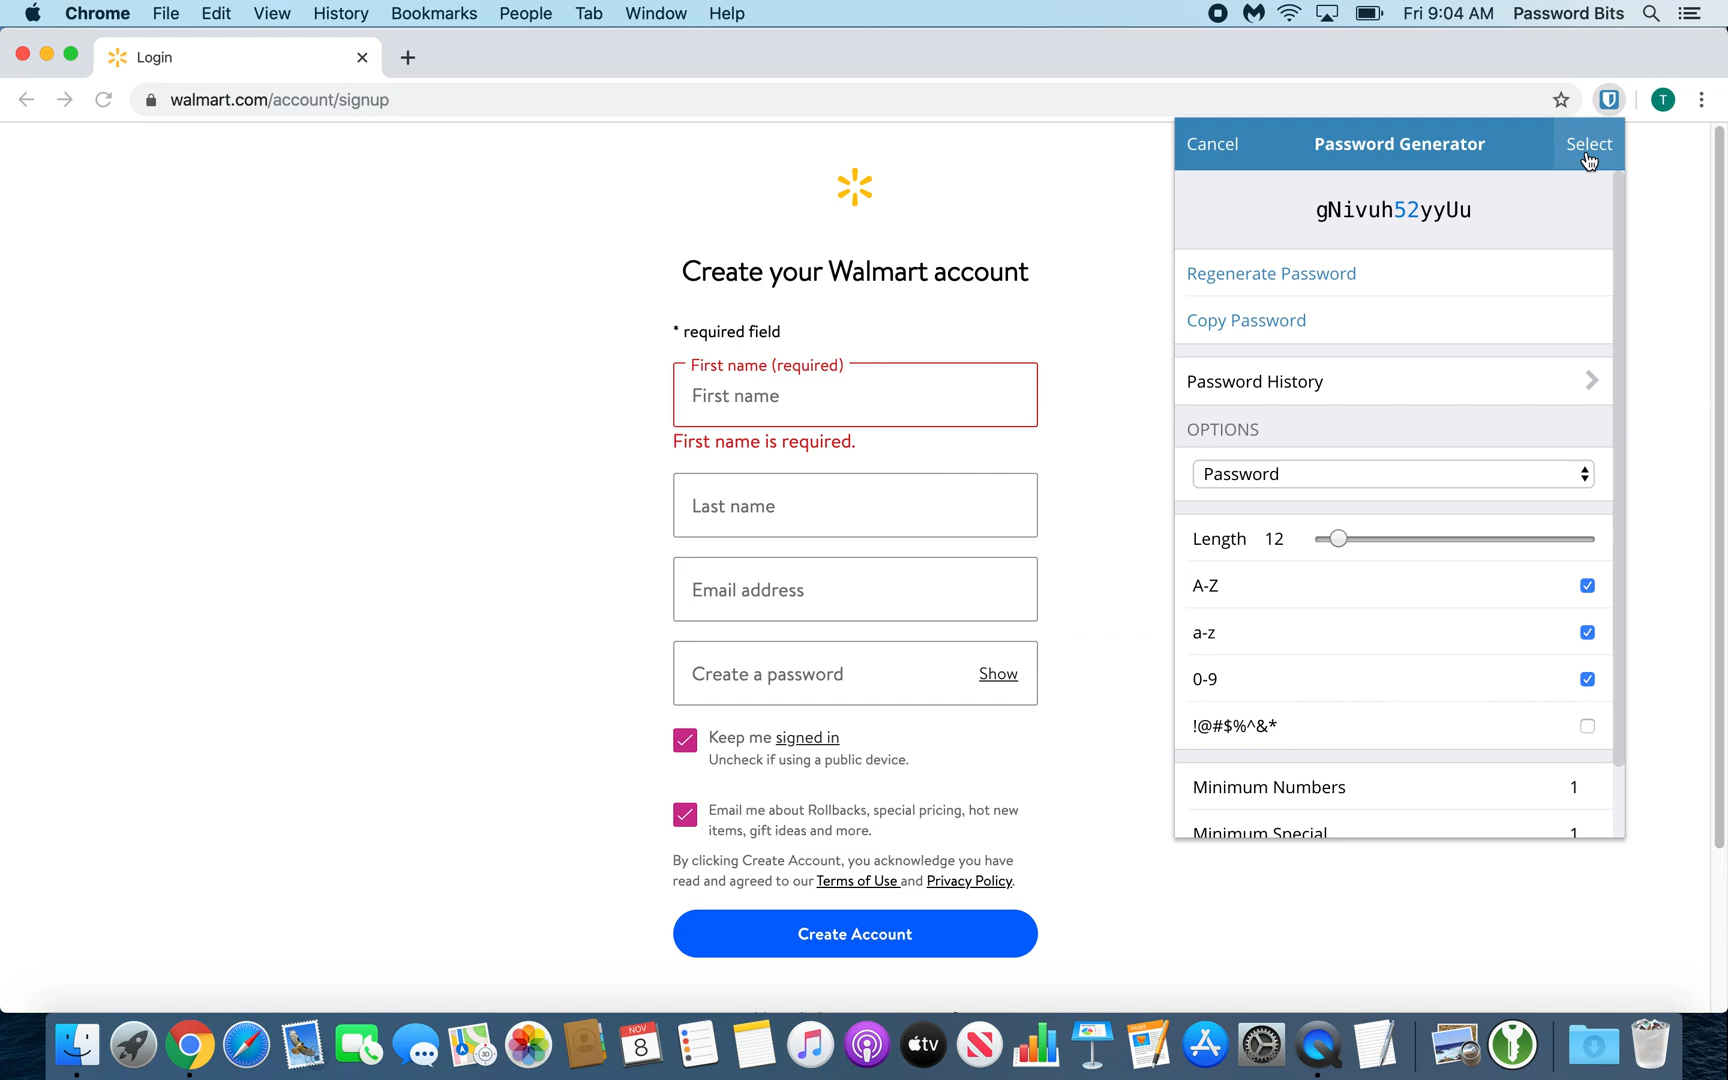 Chrome File Edit View History Bookmarks People Tab Window Help Fri 9:04 AM Password Bits
Login
walmart.com/account/signup T
Cancel Password Generator Select
gNivuh52yyUu
Regenerate Password
Copy Password
Password History
OPTIONS
Password
Length 12
A-Z
a-z
0-9
!@#$%^&*
Minimum Numbers 1
Minimum Special 1
Create your Walmart account
* required field
First name (required)
First name
First name is required.
Last name
Email address
Create a password Show
Keep me signed in
Uncheck if using a public device.
Email me about Rollbacks, special pricing, hot new
items, gift ideas and more.
By clicking Create Account, you acknowledge you have
read and agreed to our Terms of Use and Privacy Policy.
Create Account
3D
NOV
8
tv
PAGES